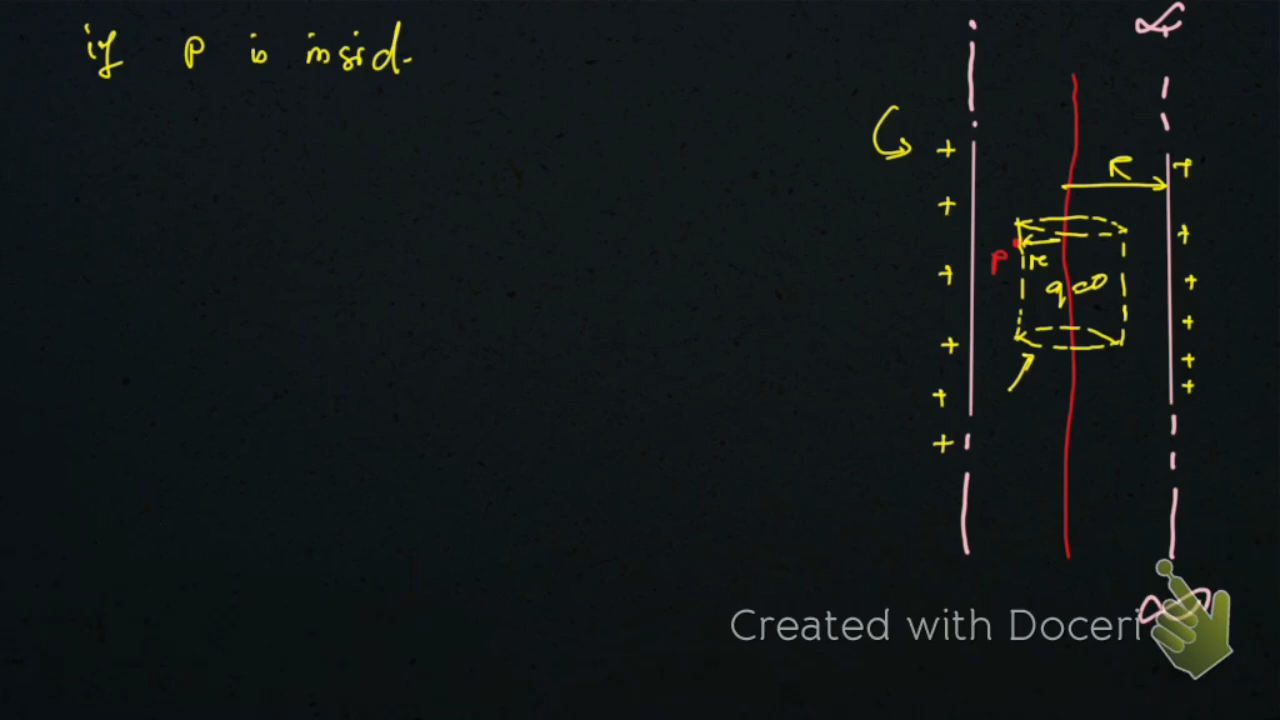 if P is insid.
∞
R
P
r
q=0
Created with Doceri
∞